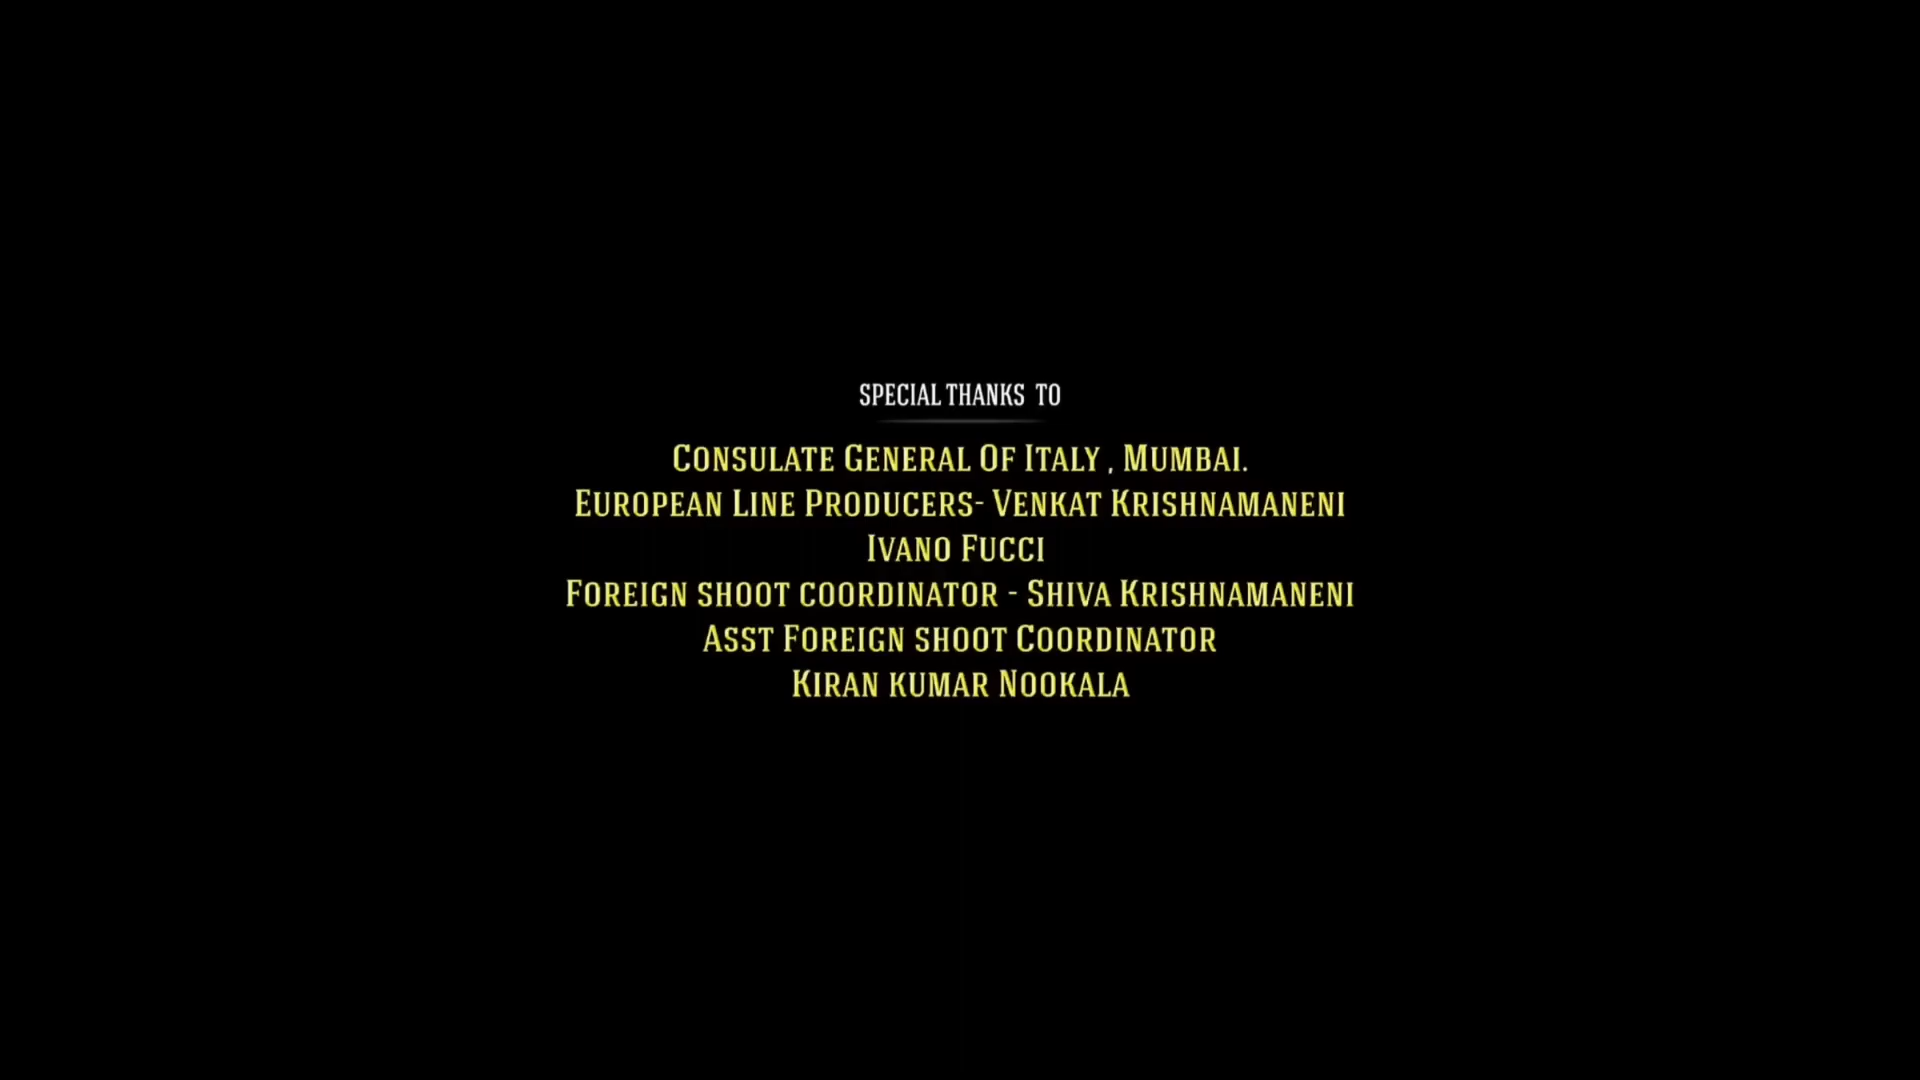 SPECIAL THANKS TO
CONSULATE GENERAL OF ITALY , MUMBAI.
EUROPEAN LINE PRODUCERS- VENKAT KRISHNAMANENI
IVANO FUCCI
FOREIGN SHOOT COORDINATOR - SHIVA KRISHNAMANENI
ASST FOREIGN SHOOT COORDINATOR
KIRAN KUMAR NOOKALA